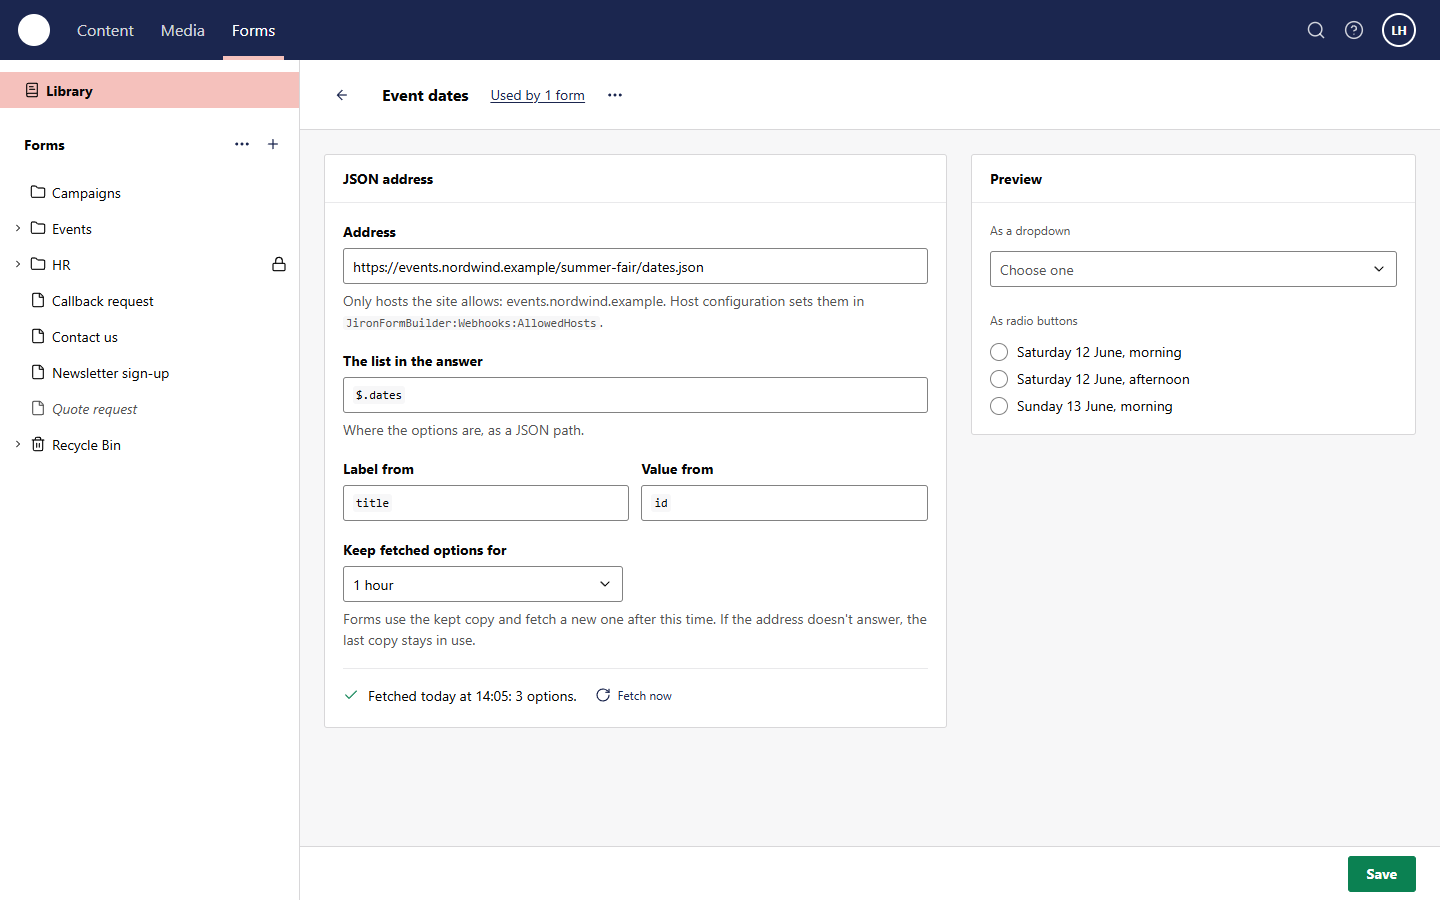 Content
Media
Forms
LH
Library
Forms
Campaigns
Events
HR
Callback request
Contact us
Newsletter sign-up
Quote request
Recycle Bin
Event dates
Used by 1 form
JSON address
Address
https://events.nordwind.example/summer-fair/dates.json
Only hosts the site allows: events.nordwind.example. Host configuration sets them in
JironFormBuilder:Webhooks:AllowedHosts.
The list in the answer
$.dates
Where the options are, as a JSON path.
Label from
Value from
title
id
Keep fetched options for
1 hour
Forms use the kept copy and fetch a new one after this time. If the address doesn't answer, the
last copy stays in use.
Fetched today at 14:05: 3 options.
Fetch now
Preview
As a dropdown
Choose one
As radio buttons
Saturday 12 June, morning
Saturday 12 June, afternoon
Sunday 13 June, morning
Save